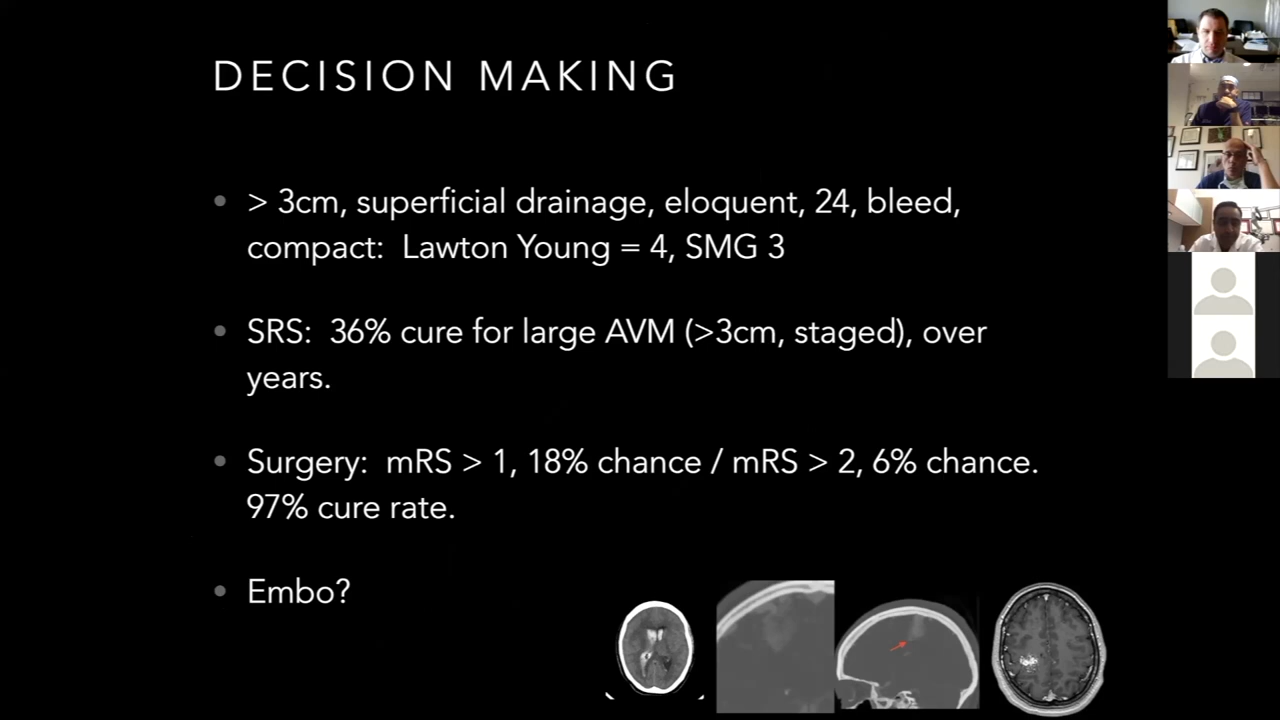 DECISION MAKING
> 3cm, superficial drainage, eloquent, 24, bleed,
compact: Lawton Young = 4, SMG 3
SRS: 36% cure for large AVM (>3cm, staged), over
years.
Surgery: mRS > 1, 18% chance / mRS > 2, 6% chance.
97% cure rate.
Embo?